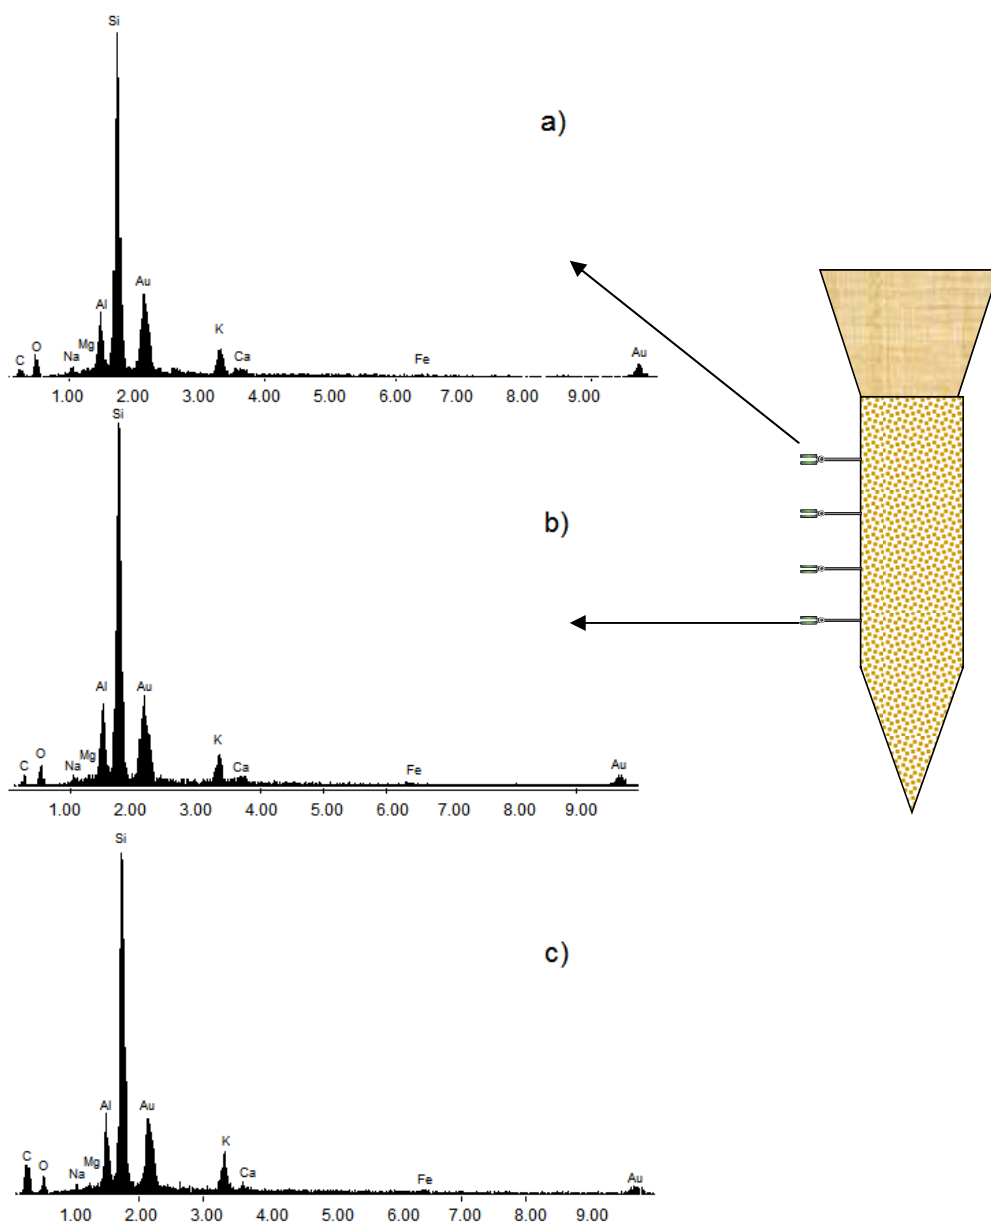 Si
a)
Au
Al
K
Mg
C O Na Ca Fe Au
1.00 2.00 3.00 4.00 5.00 6.00 7.00 8.00 9.00
Si
b)
Al Au
K
O Mg
C Na Ca Fe Au
1.00 2.00 3.00 4.00 5.00 6.00 7.00 8.00 9.00
Si
c)
Al Au
K
C O Mg
Na Ca Fe Au
1.00 2.00 3.00 4.00 5.00 6.00 7.00 8.00 9.00